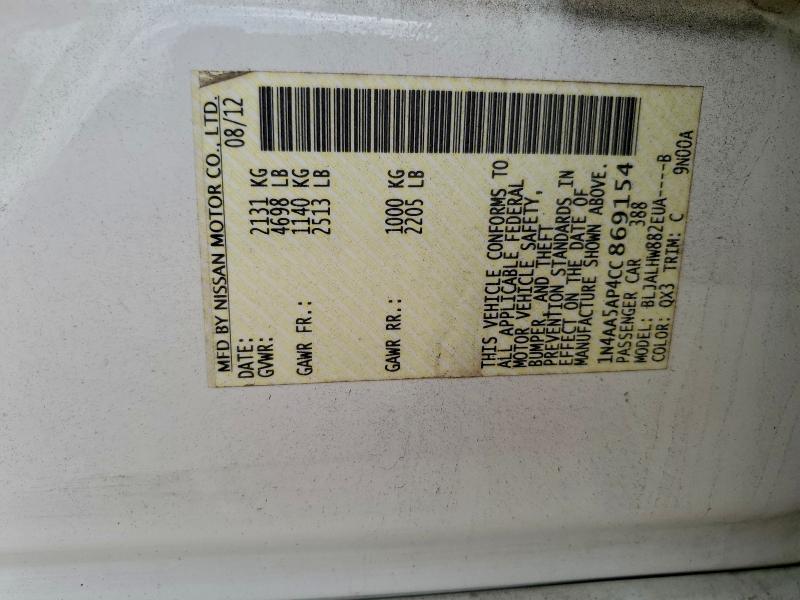 MFD BY NISSAN MOTOR CO., LTD.
DATE: 08/12
GVWR: 2131 KG
4698 LB
GAWR FR.: 1140 KG
2513 LB
GAWR RR.: 1000 KG
2205 LB
THIS VEHICLE CONFORMS TO
ALL APPLICABLE FEDERAL
MOTOR VEHICLE SAFETY,
BUMPER, AND THEFT
PREVENTION STANDARDS IN
EFFECT ON THE DATE OF
MANUFACTURE SHOWN ABOVE.
1N4AA5AP4CC869154
PASSENGER CAR 388
MODEL: BLJALHW882EUA----B
COLOR: QX3 TRIM: C 9N00A